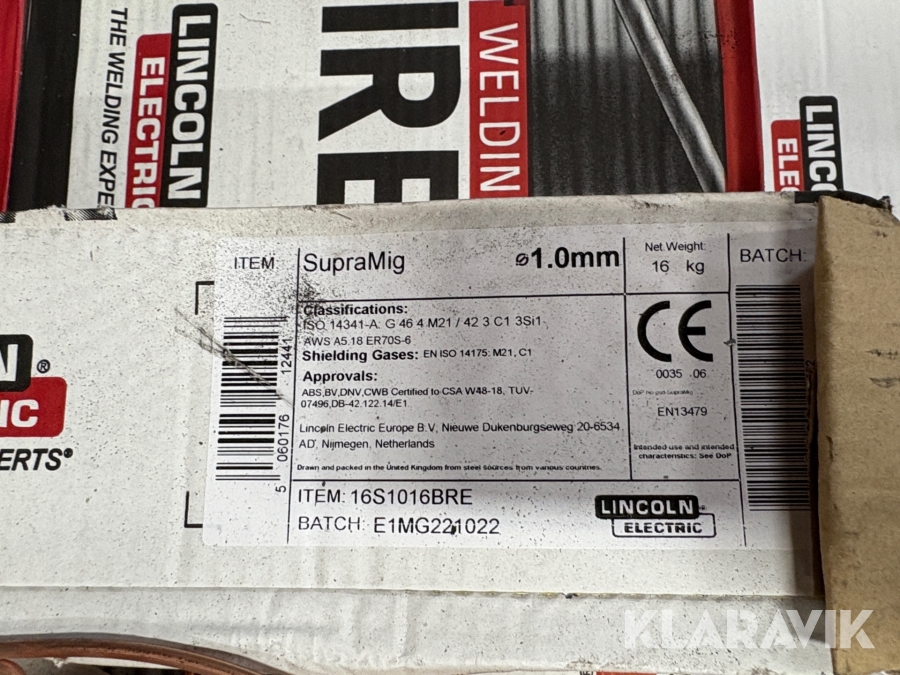 LINCOLN
ELECTRIC
THE WELDING EXPE
IRE
WELDIN
LINC
ELE
ITEM:
SupraMig
ø1.0mm
Net Weight:
16 kg
BATCH:
Classifications:
ISO 14341-A: G 46 4 M21 / 42 3 C1 3Si1
AWS A5.18 ER70S-6
Shielding Gases: EN ISO 14175: M21, C1
Approvals:
ABS,BV,DNV,CWB Certified to CSA W48-18, TUV-
07496,DB-42.122.14/E1
Lincoln Electric Europe B.V, Nieuwe Dukenburgseweg 20-6534
AD, Nijmegen, Netherlands
Drawn and packed in the United Kingdom from steel sources from various countries.
CE
0035 06
EN13479
Intended use and intended
characteristics: See DoP
5 060176 12441
ITEM: 16S1016BRE
BATCH: E1MG221022
LINCOLN
ELECTRIC
N®
IC
ERTS®
KLARAVIK